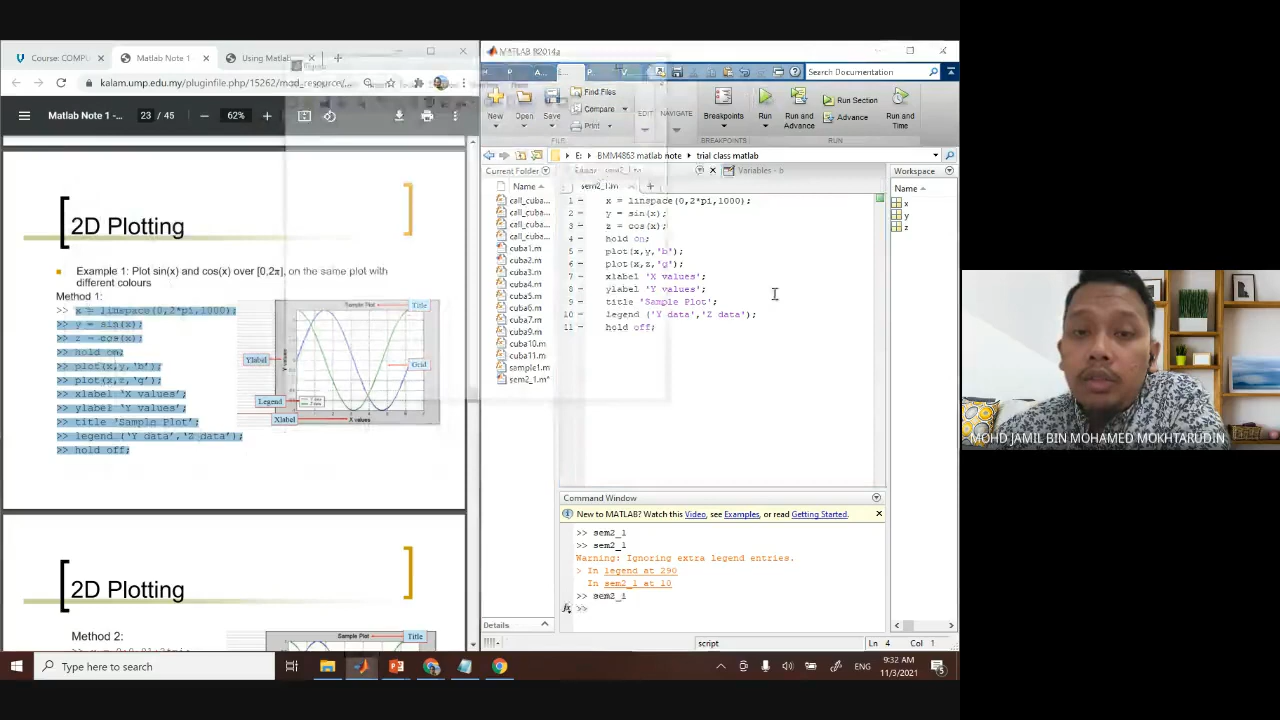 Course: COMPU
Matlab Note 1
Using Matlab
kalam.ump.edu.my/pluginfile.php/15262/mod_resource/...
Matlab Note 1 -...
23 / 45
62%
2D Plotting
Example 1: Plot sin(x) and cos(x) over [0,2π], on the same plot with
different colours
Method 1:
>> x = linspace(0,2*pi,1000);
>> y = sin(x);
>> z = cos(x);
>> hold on;
>> plot(x,y,'b');
>> plot(x,z,'g');
>> xlabel 'X values';
>> ylabel 'Y values';
>> title 'Sample Plot';
>> legend ('Y data','Z data');
>> hold off;
Sample Plot
Title
Ylabel
Grid
Legend
Xlabel
X values
2D Plotting
Method 2:
Sample Plot
Title
MATLAB R2014a
Search Documentation
New
Open
Save
Find Files
Compare
Print
EDIT
NAVIGATE
Breakpoints
Run
Run and
Advance
Run Section
Advance
Run and
Time
FILE
BREAKPOINTS
RUN
E:
BMM4863 matlab note
trial class matlab
Current Folder
Variables - b
Workspace
Name
call_cuba...
call_cuba...
call_cuba...
call_cuba...
cuba1.m
cuba2.m
cuba3.m
cuba4.m
cuba5.m
cuba6.m
cuba7.m
cuba9.m
cuba10.m
cuba11.m
sample1.m
sem2_1.m*
Details
sem2_1.m
1 x = linspace(0,2*pi,1000);
2 y = sin(x);
3 z = cos(x);
4 hold on;
5 plot(x,y,'b');
6 plot(x,z,'g');
7 xlabel 'X values';
8 ylabel 'Y values';
9 title 'Sample Plot';
10 legend ('Y data','Z data');
11 hold off;
Name
x
y
z
Command Window
New to MATLAB? Watch this Video, see Examples, or read Getting Started.
>> sem2_1
>> sem2_1
Warning: Ignoring extra legend entries.
> In legend at 290
In sem2_1 at 10
>> sem2_1
fx >>
script
Ln 4 Col 1
Type here to search
ENG
9:32 AM
11/3/2021
5
MOHD JAMIL BIN MOHAMED MOKHTARUDIN